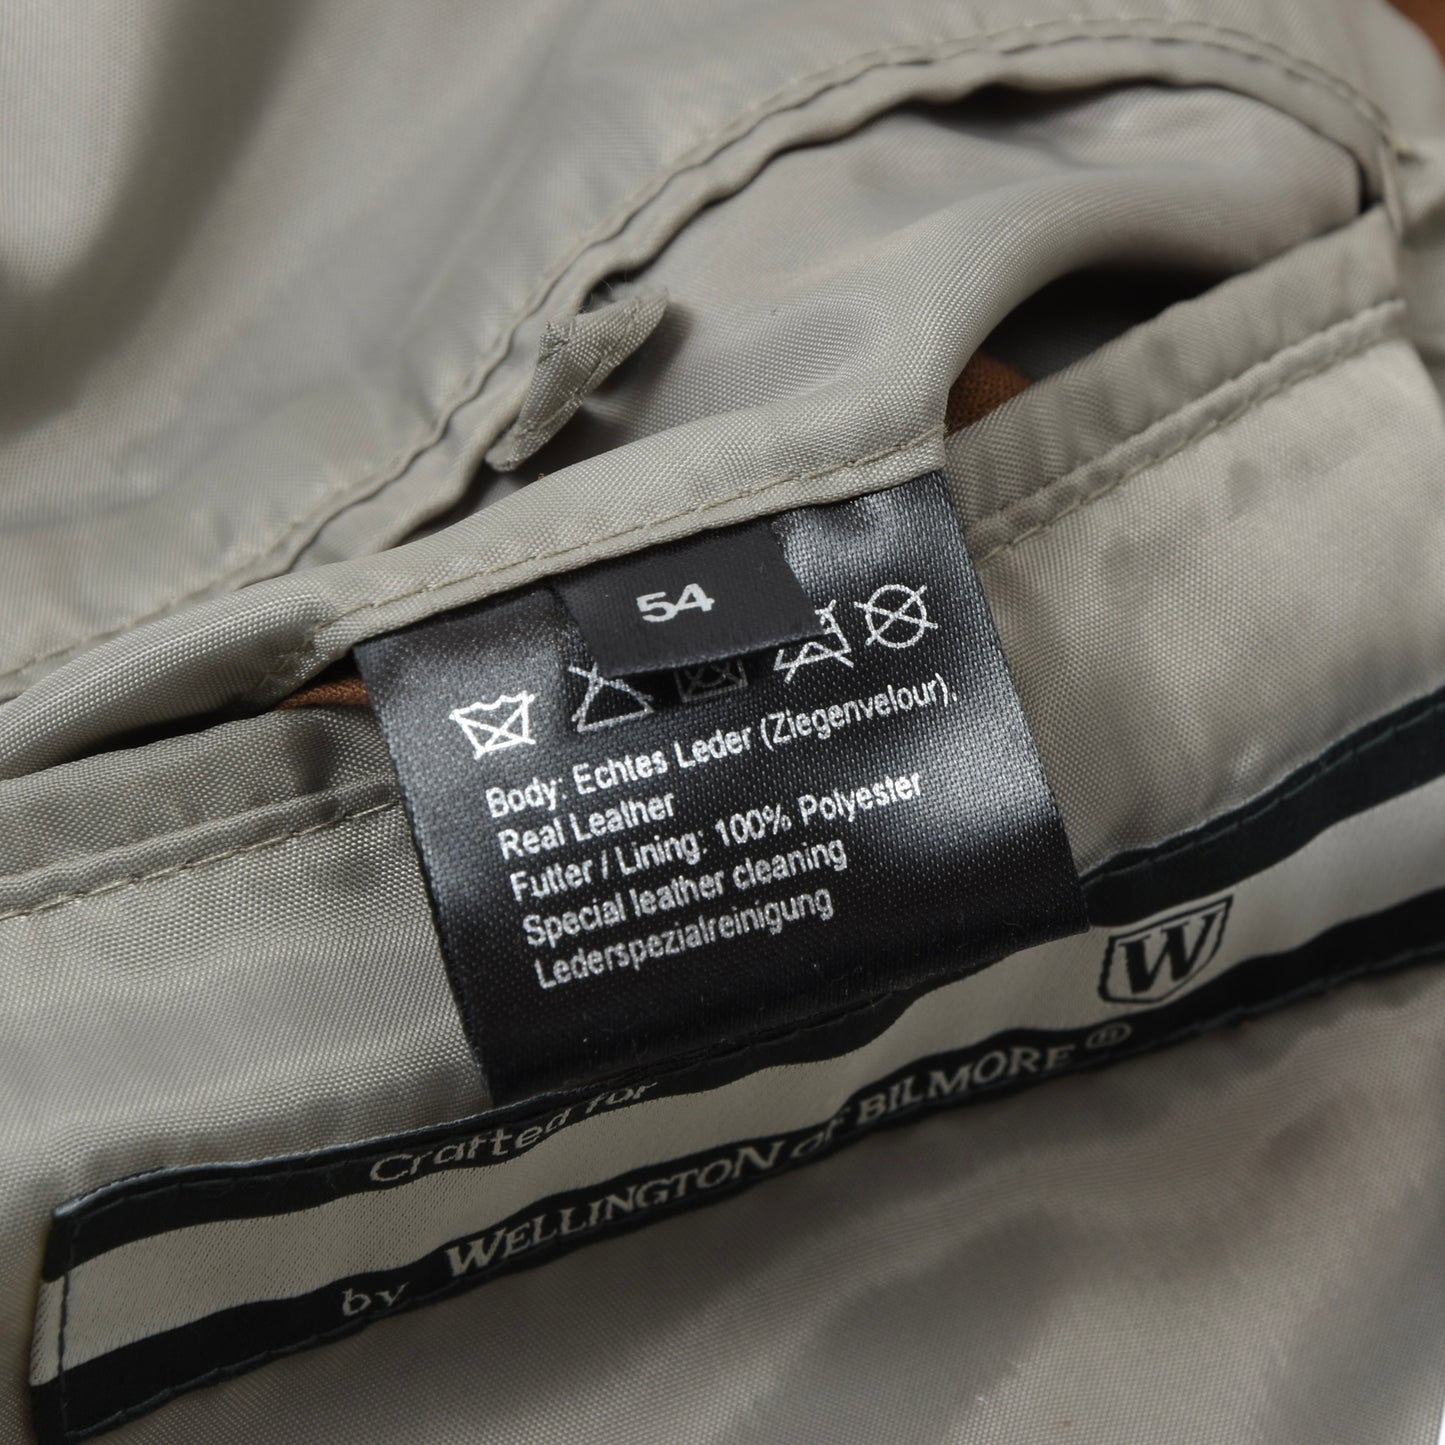 54
Body: Echtes Leder (Ziegenvelour).
Real Leather
Futter / Lining: 100% Polyester
Special leather cleaning
Lederspezialreinigung
W
Crafted for
by WELLINGTON of BILMORE ®